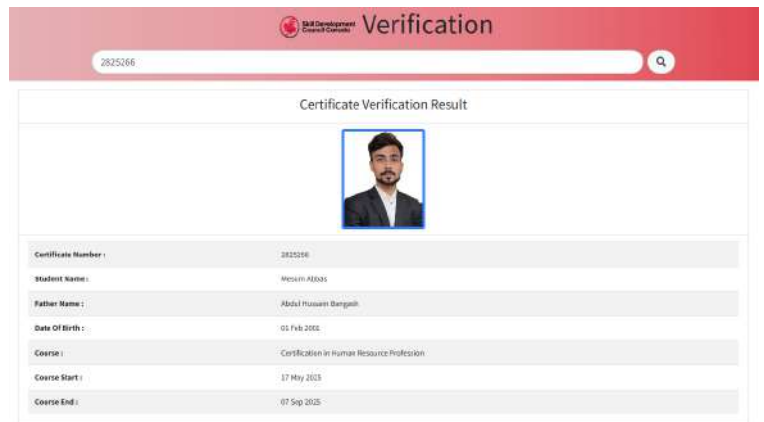 Skill Development
Council Canada
Verification
2825266
Certificate Verification Result
Certificate Number : 2825266
Student Name : Mesum Abbas
Father Name : Abdul Hussain Bangash
Date Of Birth : 01 Feb 2001
Course : Certification in Human Resource Profession
Course Start : 17 May 2025
Course End : 07 Sep 2025